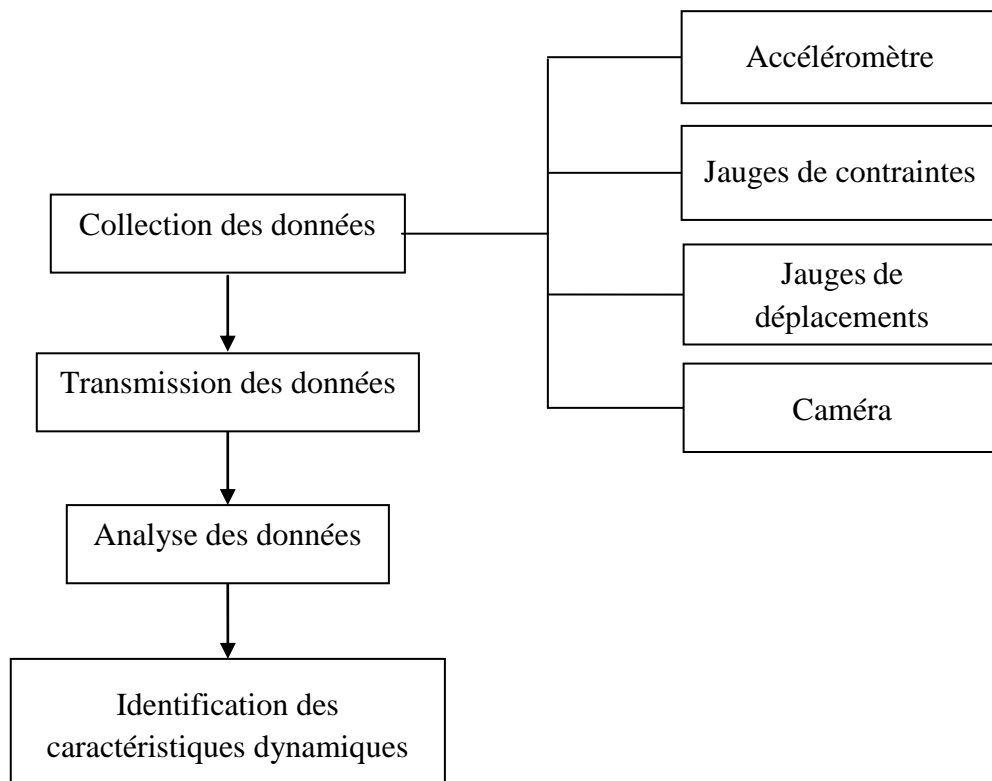 Accéléromètre
Jauges de contraintes
Collection des données
Jauges de
déplacements
Transmission des données
Caméra
Analyse des données
Identification des
caractéristiques dynamiques